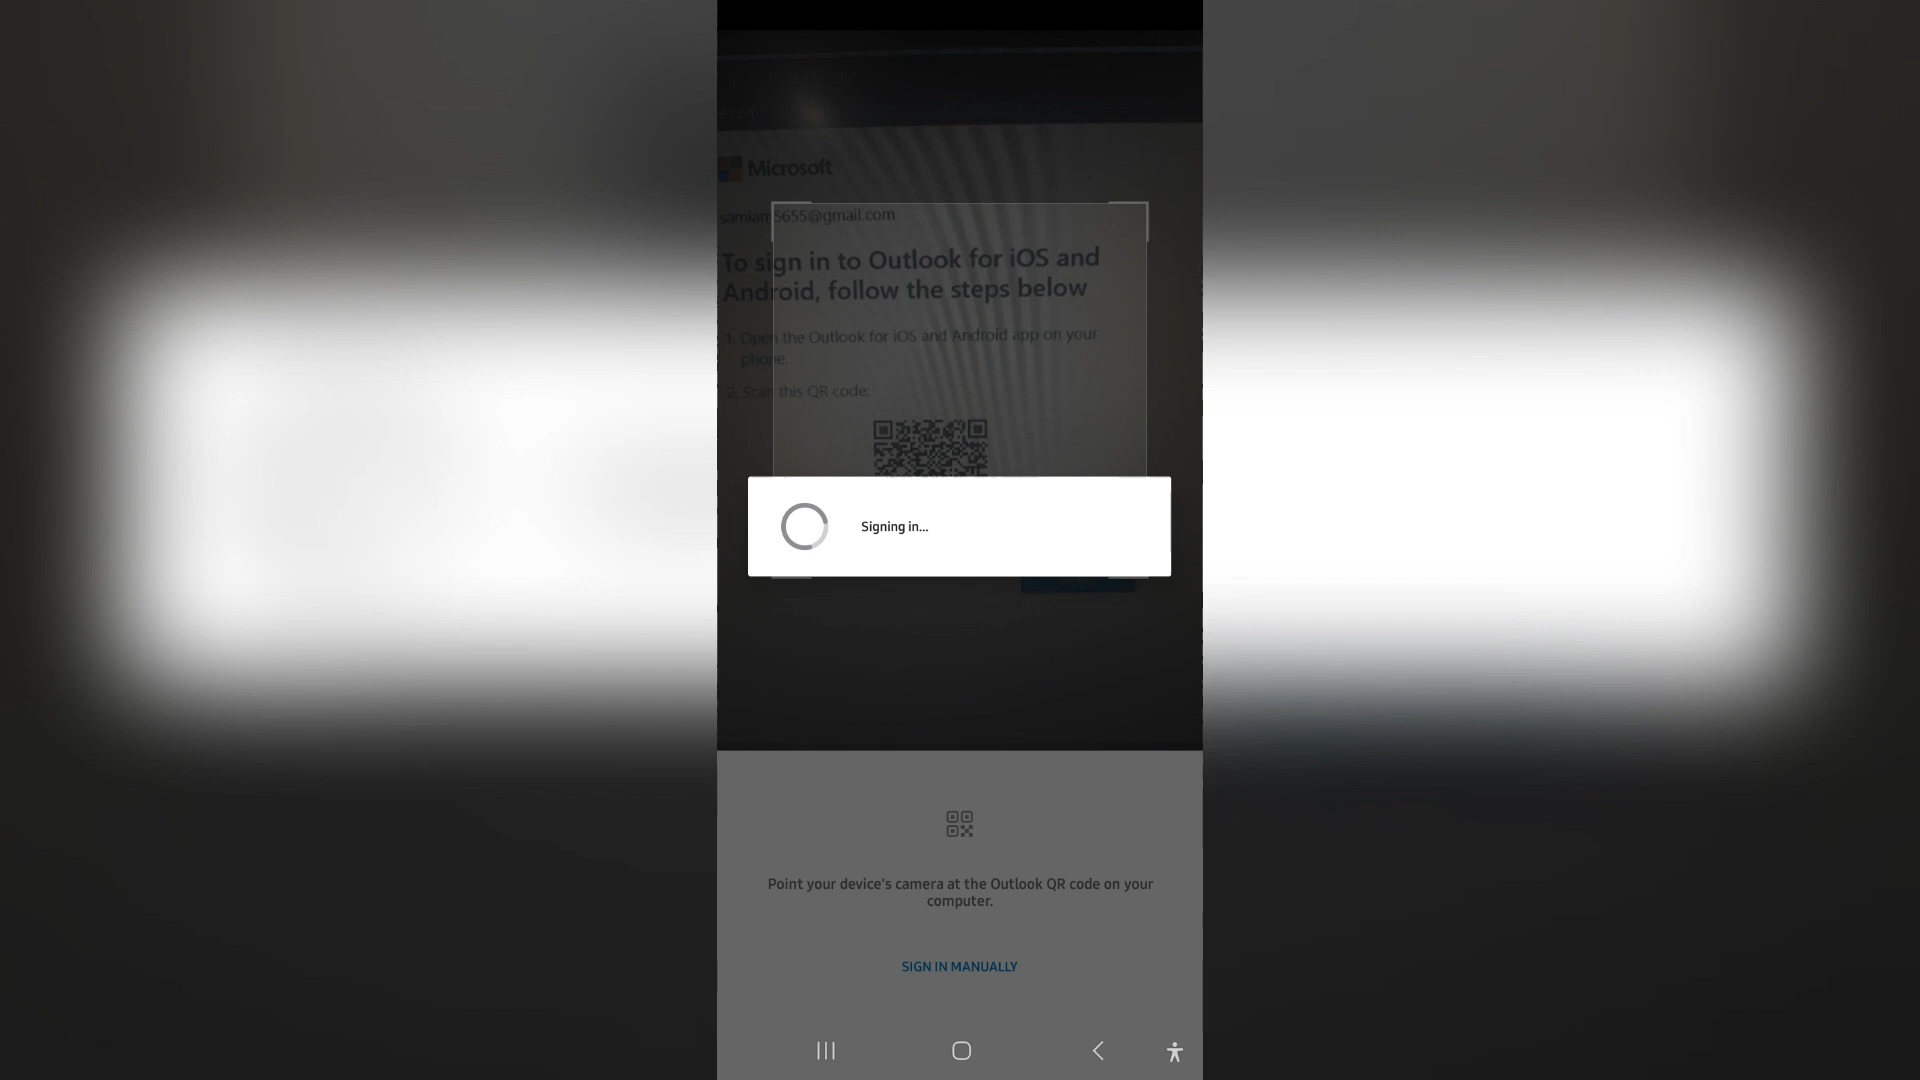 Microsoft
samiam5655@gmail.com
To sign in to Outlook for iOS and
Android, follow the steps below
1. Open the Outlook for iOS and Android app on your
phone.
2. Scan this QR code:
Signing in...
Point your device's camera at the Outlook QR code on your
computer.
SIGN IN MANUALLY